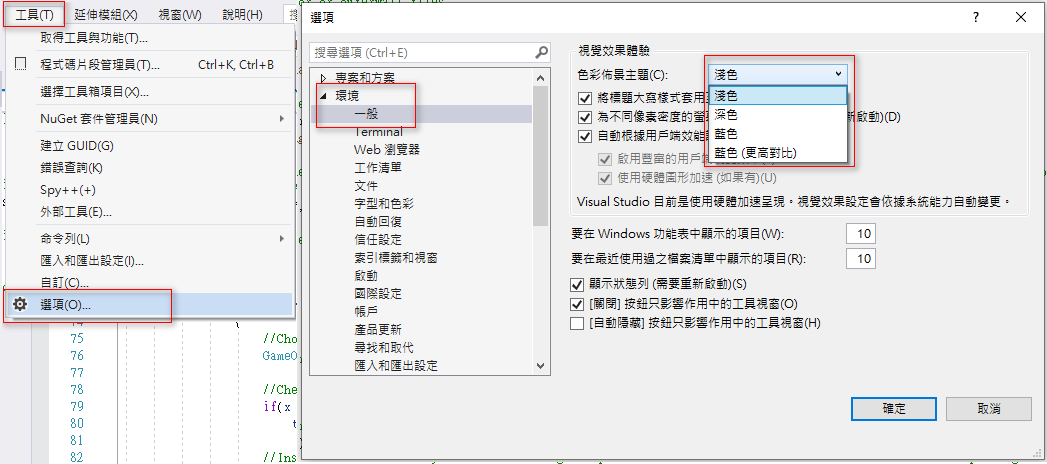 工具(T) 延伸模組(X) 視窗(W) 說明(H)
取得工具與功能(T)...
程式碼片段管理員(T)... Ctrl+K, Ctrl+B
選擇工具箱項目(X)...
NuGet 套件管理員(N)
建立 GUID(G)
錯誤查詢(K)
Spy++(+)
外部工具(E)...
命令列(L)
匯入和匯出設定(I)...
自訂(C)...
選項(O)...
74 }
75 //Cho
76 GameO
77
78 //Che
79 if(x
80 t
81 }
82 //Ins
選項
? ×
搜尋選項 (Ctrl+E)
專案和方案
環境
一般
Terminal
Web 瀏覽器
工作清單
文件
字型和色彩
自動回復
信任設定
索引標籤和視窗
啟動
國際設定
帳戶
產品更新
尋找和取代
匯入和匯出設定
視覺效果體驗
色彩佈景主題(C): 淺色
淺色
深色
藍色
藍色 (更高對比)
將標題大寫樣式套用
為不同像素密度的螢 新啟動)(D)
自動根據用戶端效能
啟用豐富的用戶端
使用硬體圖形加速 (如果有)(U)
Visual Studio 目前是使用硬體加速呈現。視覺效果設定會依據系統能力自動變更。
要在 Windows 功能表中顯示的項目(W): 10
要在最近使用過之檔案清單中顯示的項目(R): 10
顯示狀態列 (需要重新啟動)(S)
[關閉] 按鈕只影響作用中的工具視窗(O)
[自動隱藏] 按鈕只影響作用中的工具視窗(H)
確定 取消